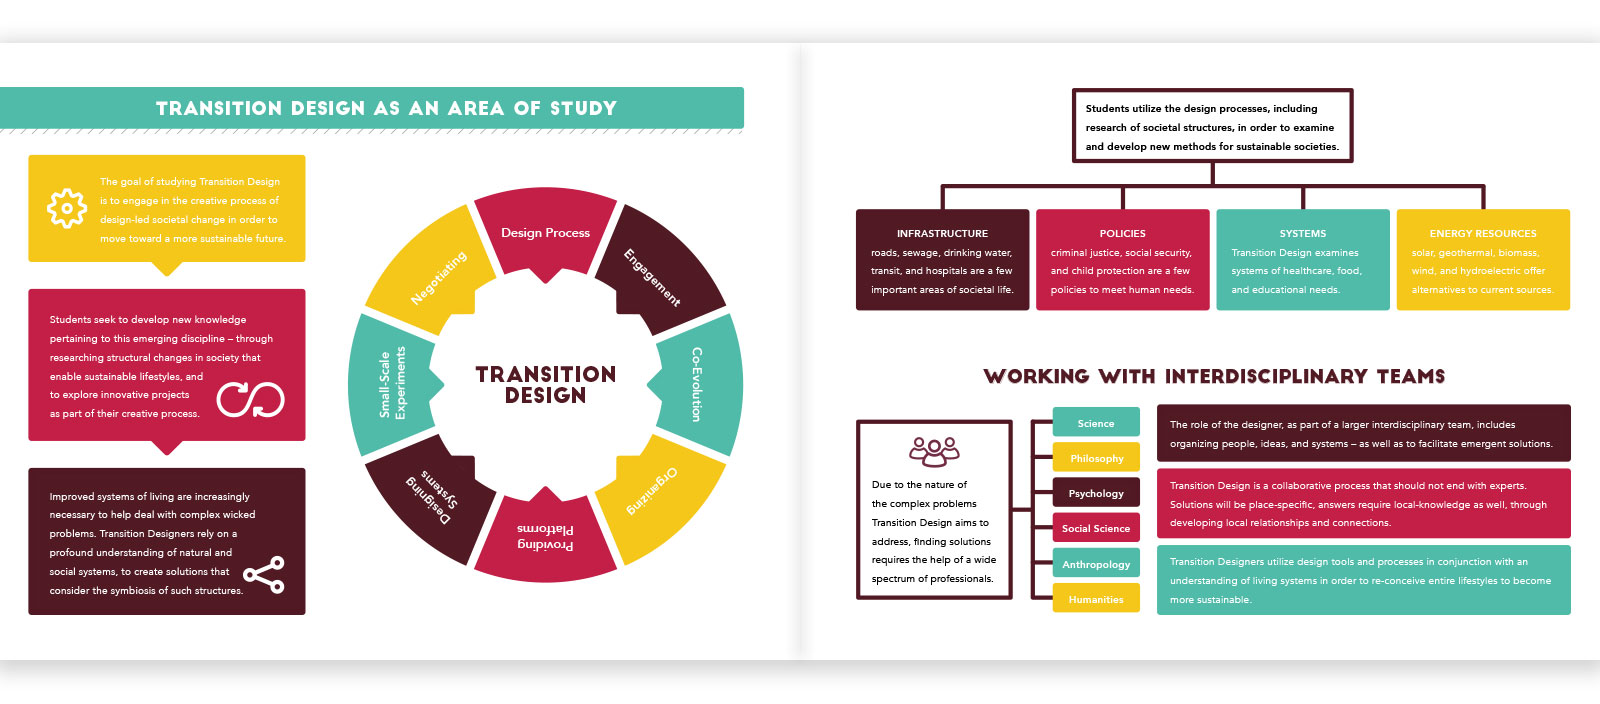 TRANSITION DESIGN AS AN AREA OF STUDY
The goal of studying Transition Design
is to engage in the creative process of
design-led societal change in order to
move toward a more sustainable future.
Students seek to develop new knowledge
pertaining to this emerging discipline – through
researching structural changes in society that
enable sustainable lifestyles, and
to explore innovative projects
as part of their creative process.
Improved systems of living are increasingly
necessary to help deal with complex wicked
problems. Transition Designers rely on a
profound understanding of natural and
social systems, to create solutions that
consider the symbiosis of such structures.
Design Process
Engagement
Co-Evolution
Organizing
Providing
Platforms
Designing
Systems
Small-Scale
Experiments
Negotiating
TRANSITION
DESIGN
Students utilize the design processes, including
research of societal structures, in order to examine
and develop new methods for sustainable societies.
INFRASTRUCTURE
roads, sewage, drinking water,
transit, and hospitals are a few
important areas of societal life.
POLICIES
criminal justice, social security,
and child protection are a few
policies to meet human needs.
SYSTEMS
Transition Design examines
systems of healthcare, food,
and educational needs.
ENERGY RESOURCES
solar, geothermal, biomass,
wind, and hydroelectric offer
alternatives to current sources.
WORKING WITH INTERDISCIPLINARY TEAMS
Due to the nature of
the complex problems
Transition Design aims to
address, finding solutions
requires the help of a wide
spectrum of professionals.
Science
Philosophy
Psychology
Social Science
Anthropology
Humanities
The role of the designer, as part of a larger interdisciplinary team, includes
organizing people, ideas, and systems – as well as to facilitate emergent solutions.
Transition Design is a collaborative process that should not end with experts.
Solutions will be place-specific, answers require local-knowledge as well, through
developing local relationships and connections.
Transition Designers utilize design tools and processes in conjunction with an
understanding of living systems in order to re-conceive entire lifestyles to become
more sustainable.